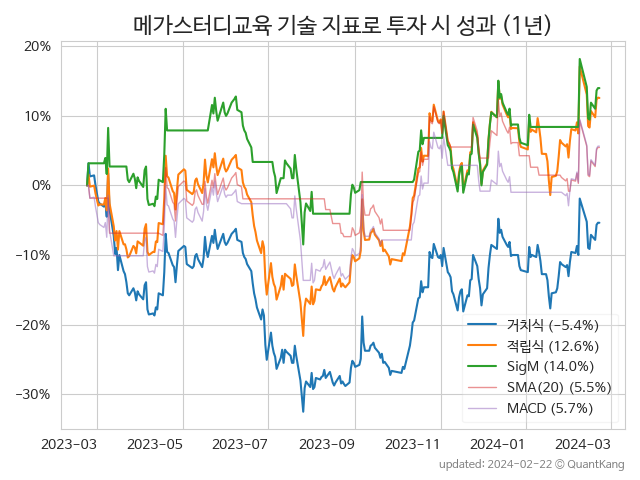 메가스터디교육 기술 지표로 투자 시 성과 (1년)
20%
10%
0%
−10%
−20%
−30%
거치식 (−5.4%)
적립식 (12.6%)
SigM (14.0%)
SMA(20) (5.5%)
MACD (5.7%)
2023−03
2023−05
2023−07
2023−09
2023−11
2024−01
2024−03
updated: 2024−02−22 © QuantKang